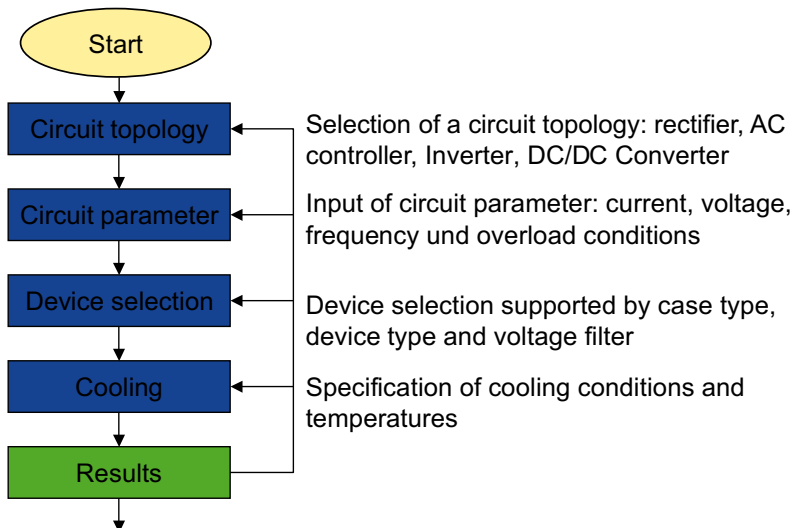 Start
Circuit topology
Selection of a circuit topology: rectifier, AC
controller, Inverter, DC/DC Converter
Circuit parameter
Input of circuit parameter: current, voltage,
frequency und overload conditions
Device selection
Device selection supported by case type,
device type and voltage filter
Cooling
Specification of cooling conditions and
temperatures
Results